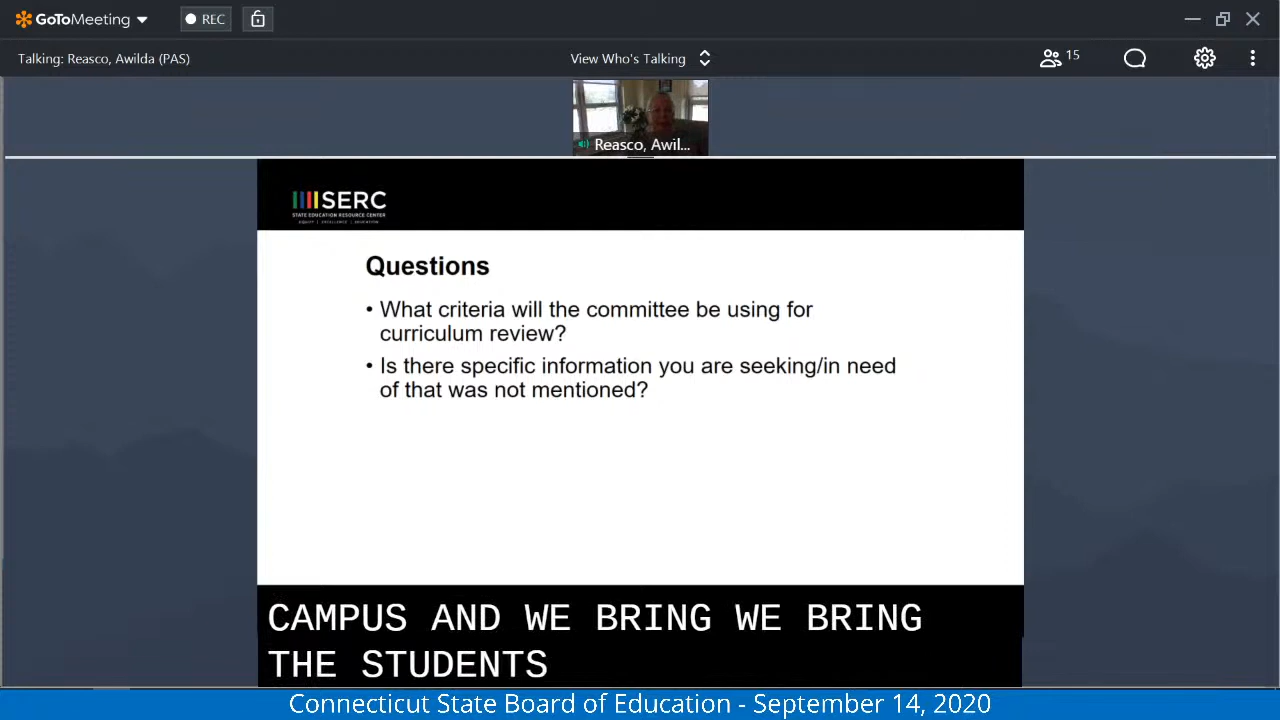 GoToMeeting
REC
Talking: Reasco, Awilda (PAS)
View Who's Talking
15
Reasco, Awil...
SERC
STATE EDUCATION RESOURCE CENTER
EQUITY | EXCELLENCE | EDUCATION
Questions
• What criteria will the committee be using for
curriculum review?
• Is there specific information you are seeking/in need
of that was not mentioned?
CAMPUS AND WE BRING WE BRING
THE STUDENTS
Connecticut State Board of Education - September 14, 2020